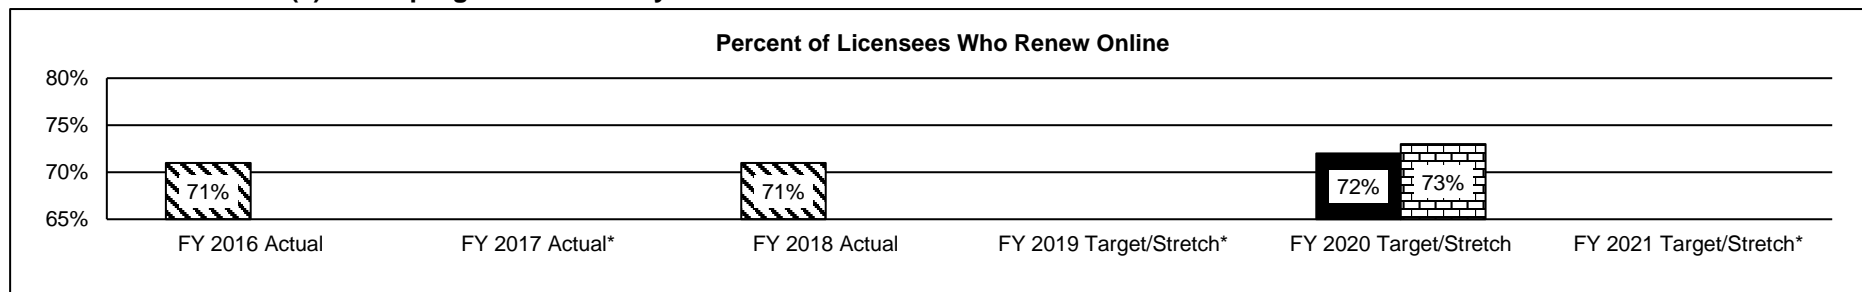 Percent of Licensees Who Renew Online
80%
75%
70%
65%
71%
71%
72%
73%
FY 2016 Actual
FY 2017 Actual*
FY 2018 Actual
FY 2019 Target/Stretch*
FY 2020 Target/Stretch
FY 2021 Target/Stretch*